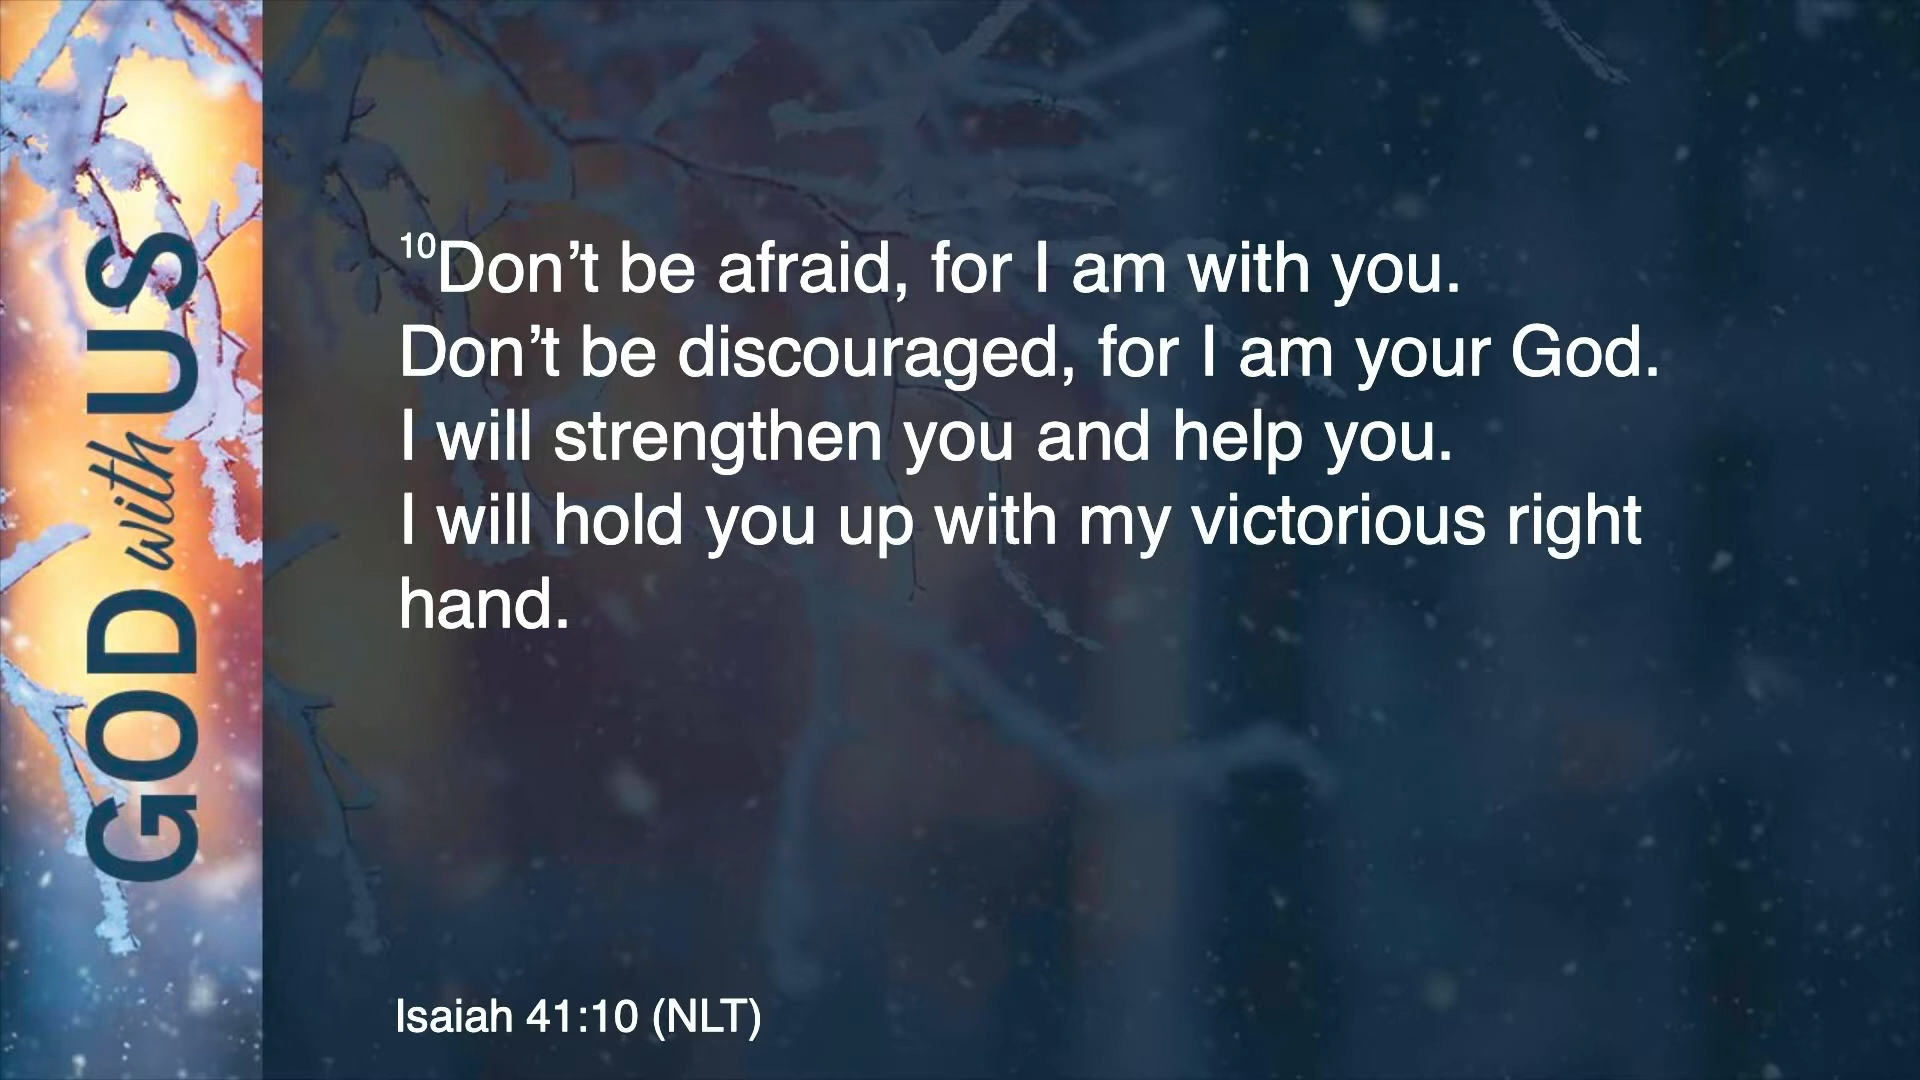 GOD with US
¹⁰Don’t be afraid, for I am with you.
Don’t be discouraged, for I am your God.
I will strengthen you and help you.
I will hold you up with my victorious right
hand.
Isaiah 41:10 (NLT)